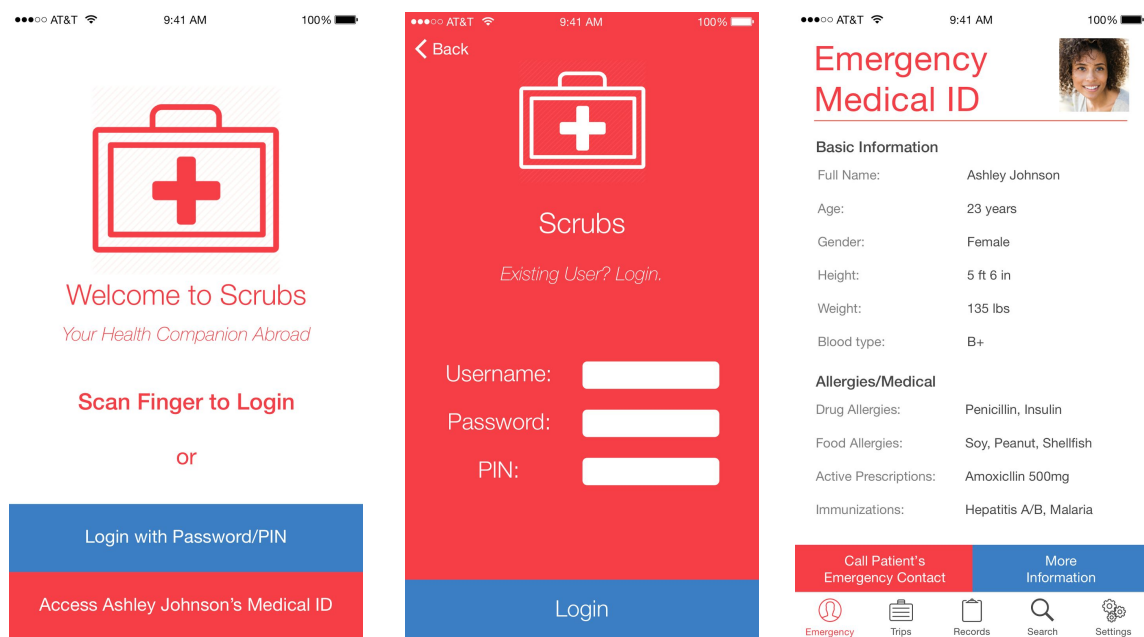 AT&T 9:41 AM 100%
Welcome to Scrubs
Your Health Companion Abroad
Scan Finger to Login
or
Login with Password/PIN
Access Ashley Johnson's Medical ID
AT&T 9:41 AM 100%
Back
Scrubs
Existing User? Login.
Username:
Password:
PIN:
Login
AT&T 9:41 AM 100%
Emergency
Medical ID
Basic Information
Full Name: Ashley Johnson
Age: 23 years
Gender: Female
Height: 5 ft 6 in
Weight: 135 lbs
Blood type: B+
Allergies/Medical
Drug Allergies: Penicillin, Insulin
Food Allergies: Soy, Peanut, Shellfish
Active Prescriptions: Amoxicllin 500mg
Immunizations: Hepatitis A/B, Malaria
Call Patient's
Emergency Contact
More
Information
Emergency Trips Records Search Settings